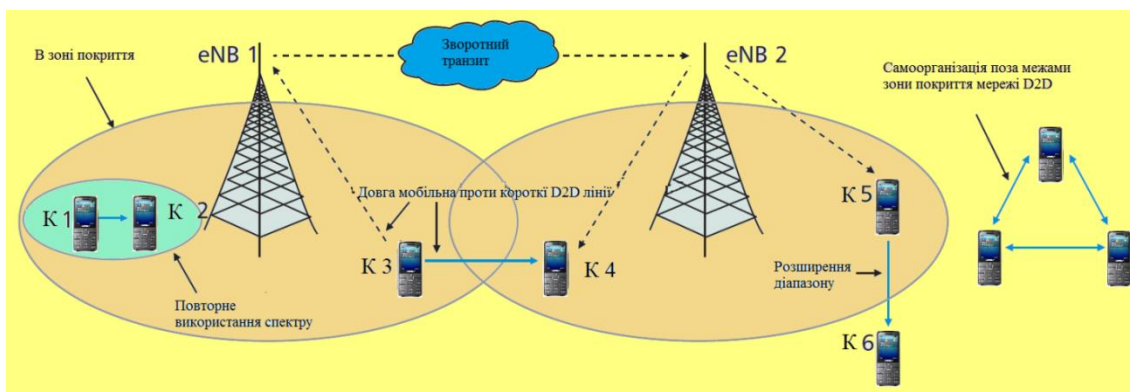 В зоні покриття
eNB 1
Зворотний
транзит
eNB 2
Самоорганізація поза межами
зони покриття мережі D2D
Довга мобільна проти короткї D2D лінії
К 1
К 2
К 3
К 4
К 5
Розширення
діапазону
Повторне
використання спектру
К 6